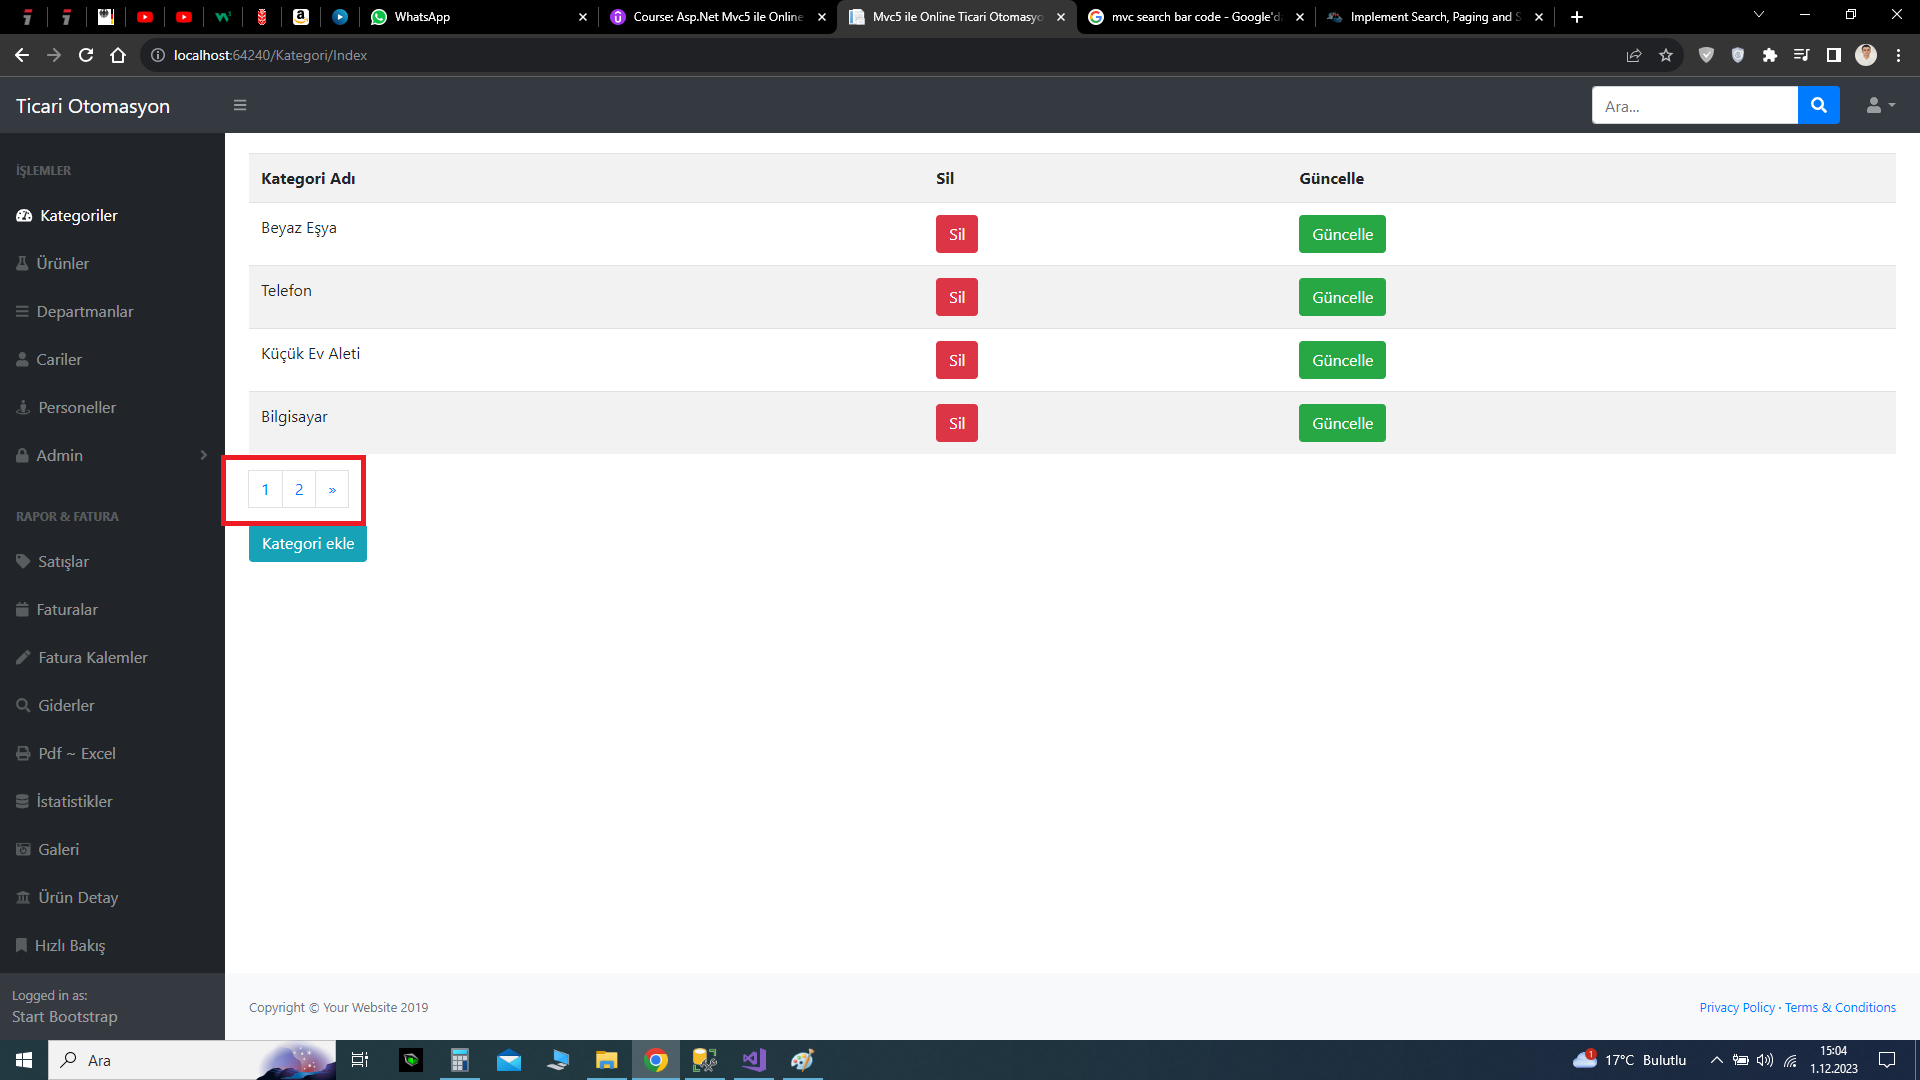 WhatsApp
Course: Asp.Net Mvc5 ile Online
Mvc5 ile Online Ticari Otomasyo
mvc search bar code - Google'da
Implement Search, Paging and S
localhost:64240/Kategori/Index
Ticari Otomasyon
Ara...
İŞLEMLER
Kategoriler
Ürünler
Departmanlar
Cariler
Personeller
Admin
RAPOR & FATURA
Satışlar
Faturalar
Fatura Kalemler
Giderler
Pdf ~ Excel
İstatistikler
Galeri
Ürün Detay
Hızlı Bakış
Logged in as:
Start Bootstrap
Kategori Adı Sil Güncelle
Beyaz Eşya Sil Güncelle
Telefon Sil Güncelle
Küçük Ev Aleti Sil Güncelle
Bilgisayar Sil Güncelle
1 2 »
Kategori ekle
Copyright © Your Website 2019
Privacy Policy · Terms & Conditions
Ara
1
17°C Bulutlu
15:04
1.12.2023